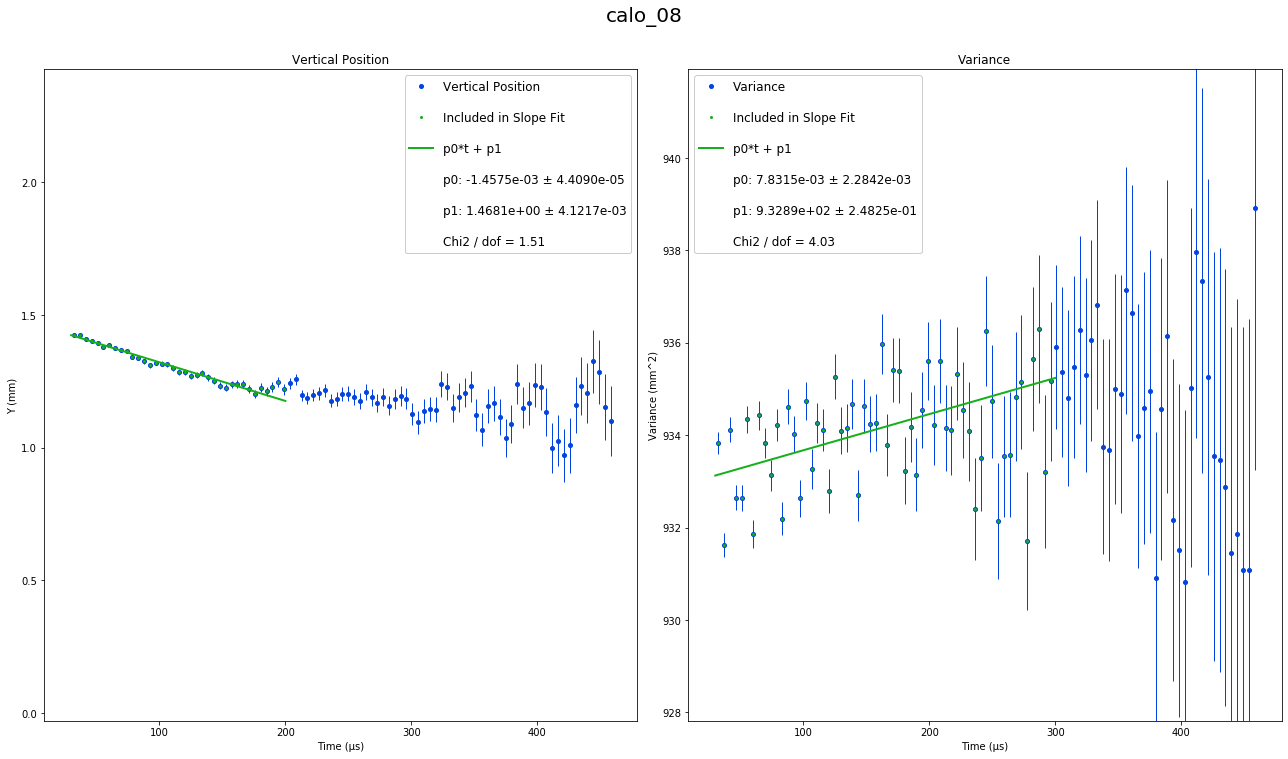 calo_08
Vertical Position
Vertical Position
Included in Slope Fit
p0*t + p1
p0: -1.4575e-03 ± 4.4090e-05
p1: 1.4681e+00 ± 4.1217e-03
Chi2 / dof = 1.51
Y (mm)
2.0
1.5
1.0
0.5
0.0
100
200
300
400
Time (μs)
Variance
Variance
Included in Slope Fit
p0*t + p1
p0: 7.8315e-03 ± 2.2842e-03
p1: 9.3289e+02 ± 2.4825e-01
Chi2 / dof = 4.03
Variance (mm^2)
940
938
936
934
932
930
928
100
200
300
400
Time (μs)